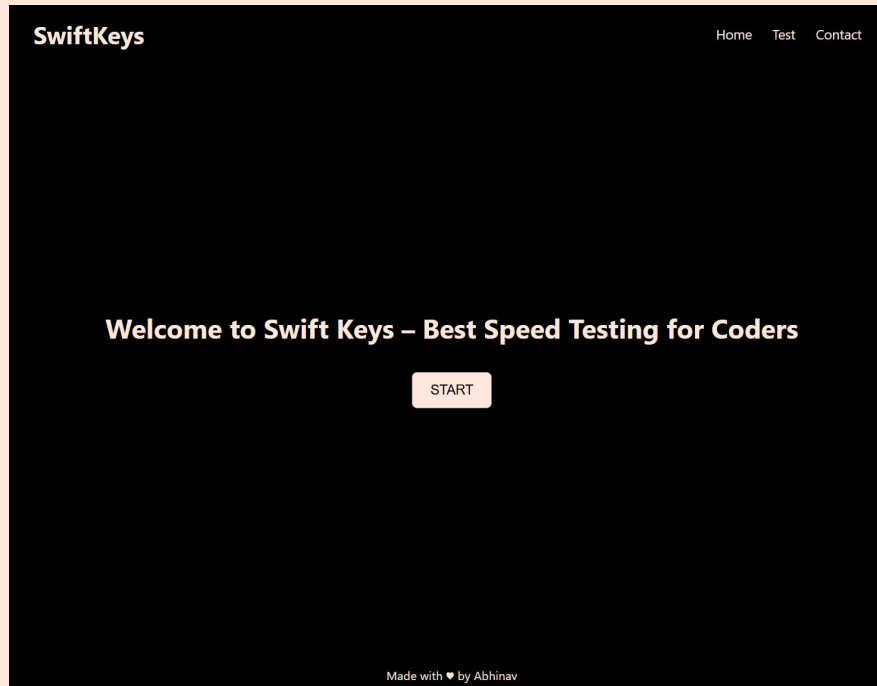 SwiftKeys
Home Test Contact
Welcome to Swift Keys – Best Speed Testing for Coders
START
Made with ♥ by Abhinav